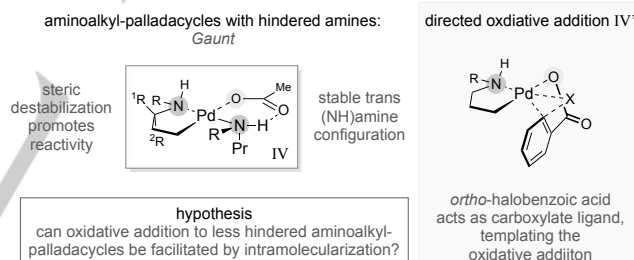 aminoalkyl-palladacycles with hindered amines:
Gaunt
steric
destabilization
promotes
reactivity
¹R
R
H
N
Pd
O
Me
O
R
N
H
Pr
²R
IV
stable trans
(NH)amine
configuration
hypothesis
can oxidative addition to less hindered aminoalkyl-
palladacycles be facilitated by intramolecularization?
directed oxdiative addition IV'
H
R
N
Pd
O
X
O
ortho-halobenzoic acid
acts as carboxylate ligand,
templating the
oxidative addiiton